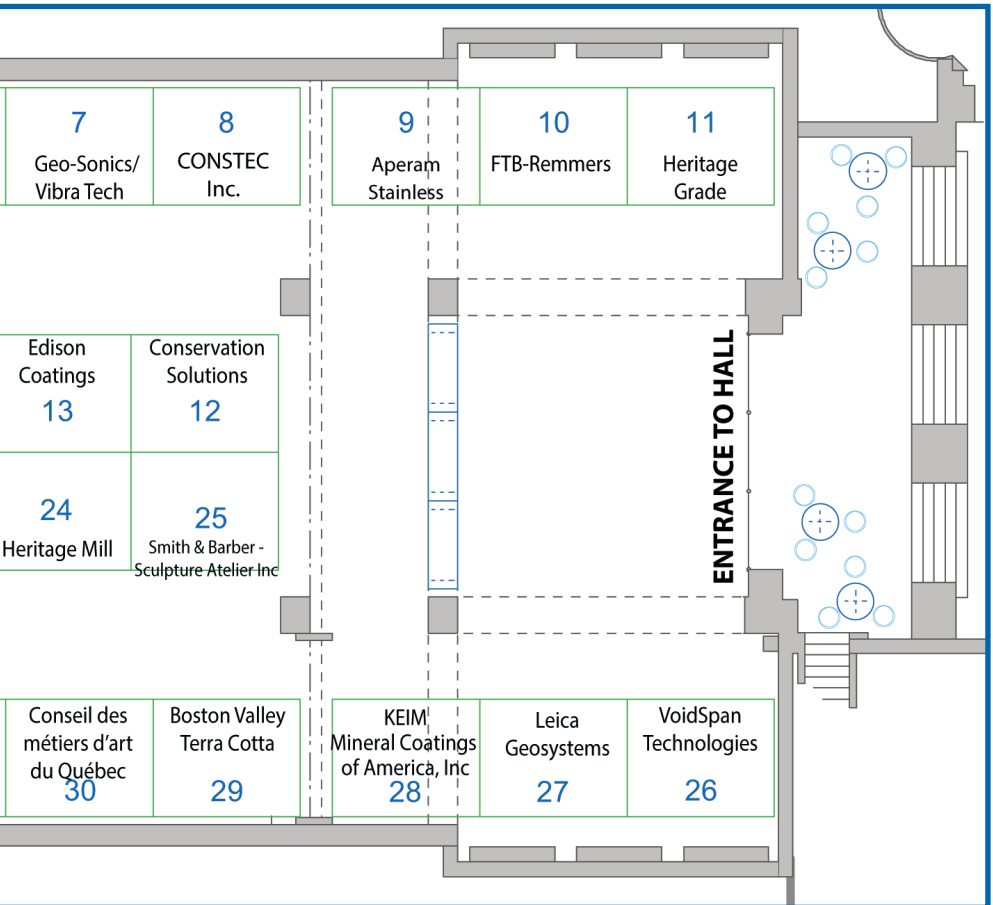 7
Geo-Sonics/
Vibra Tech
8
CONSTEC
Inc.
9
Aperam
Stainless
10
FTB-Remmers
11
Heritage
Grade
Edison
Coatings
13
Conservation
Solutions
12
24
Heritage Mill
25
Smith & Barber -
Sculpture Atelier Inc
ENTRANCE TO HALL
Conseil des
métiers d'art
du Québec
30
Boston Valley
Terra Cotta
29
KEIM
Mineral Coatings
of America, Inc
28
Leica
Geosystems
27
VoidSpan
Technologies
26